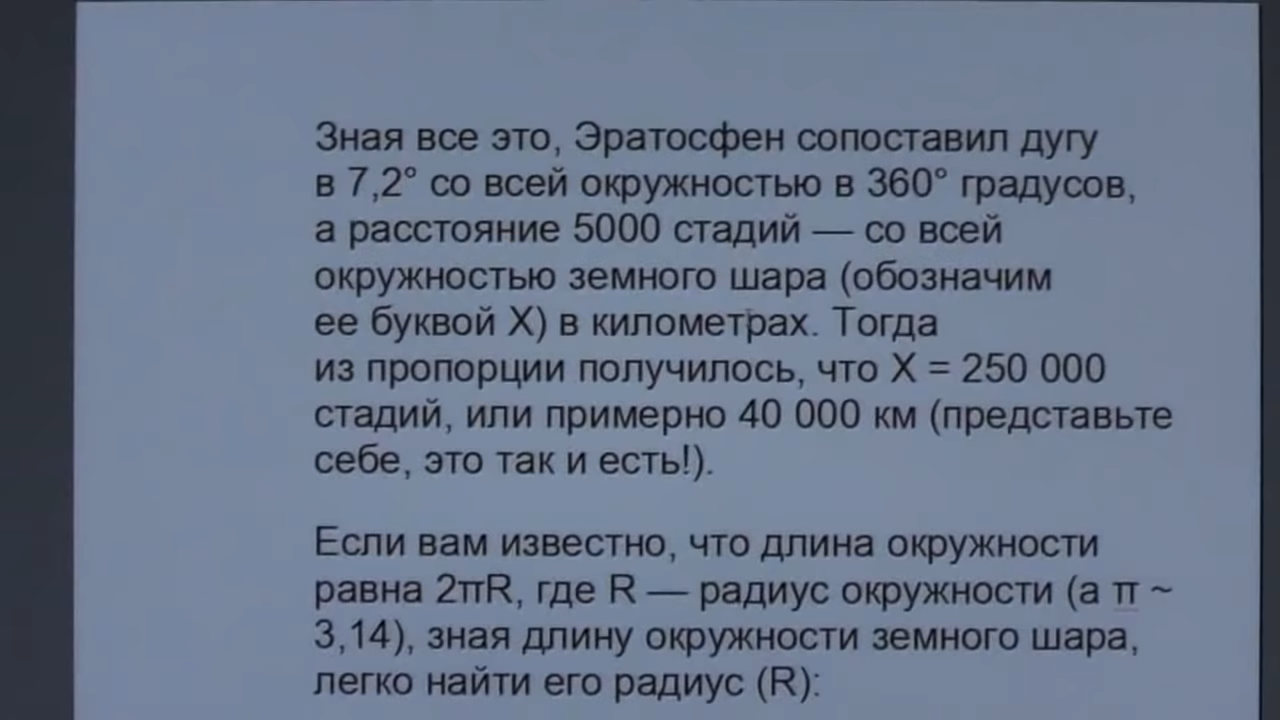 Зная все это, Эратосфен сопоставил дугу
в 7,2° со всей окружностью в 360° градусов,
а расстояние 5000 стадий — со всей
окружностью земного шара (обозначим
ее буквой X) в километрах. Тогда
из пропорции получилось, что X = 250 000
стадий, или примерно 40 000 км (представьте
себе, это так и есть!).
Если вам известно, что длина окружности
равна 2πR, где R — радиус окружности (а π ~
3,14), зная длину окружности земного шара,
легко найти его радиус (R):